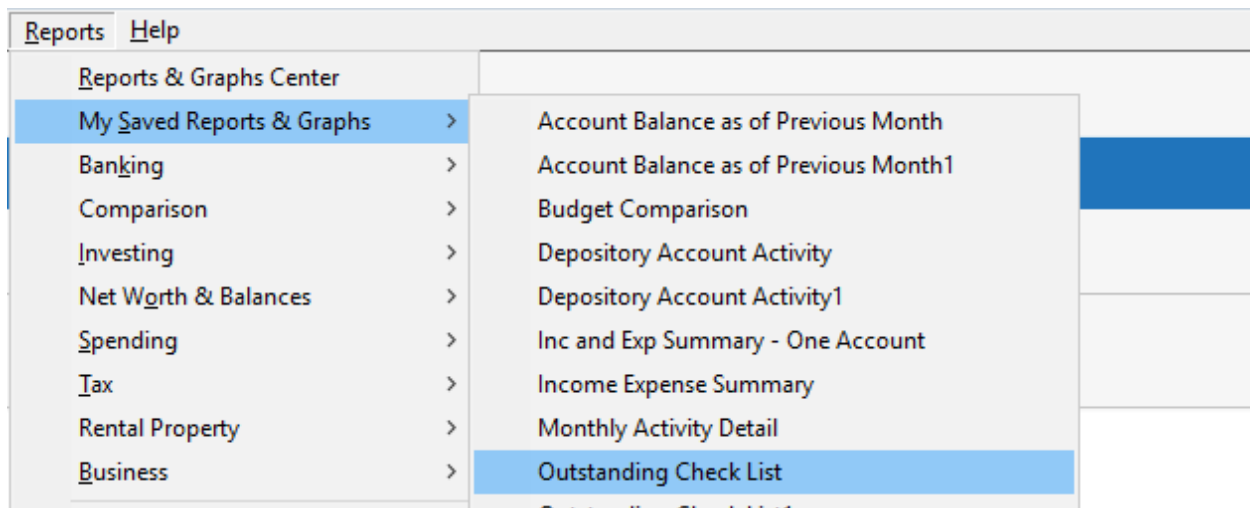 Reports Help
Reports & Graphs Center
My Saved Reports & Graphs
Banking
Comparison
Investing
Net Worth & Balances
Spending
Tax
Rental Property
Business
Account Balance as of Previous Month
Account Balance as of Previous Month1
Budget Comparison
Depository Account Activity
Depository Account Activity1
Inc and Exp Summary - One Account
Income Expense Summary
Monthly Activity Detail
Outstanding Check List